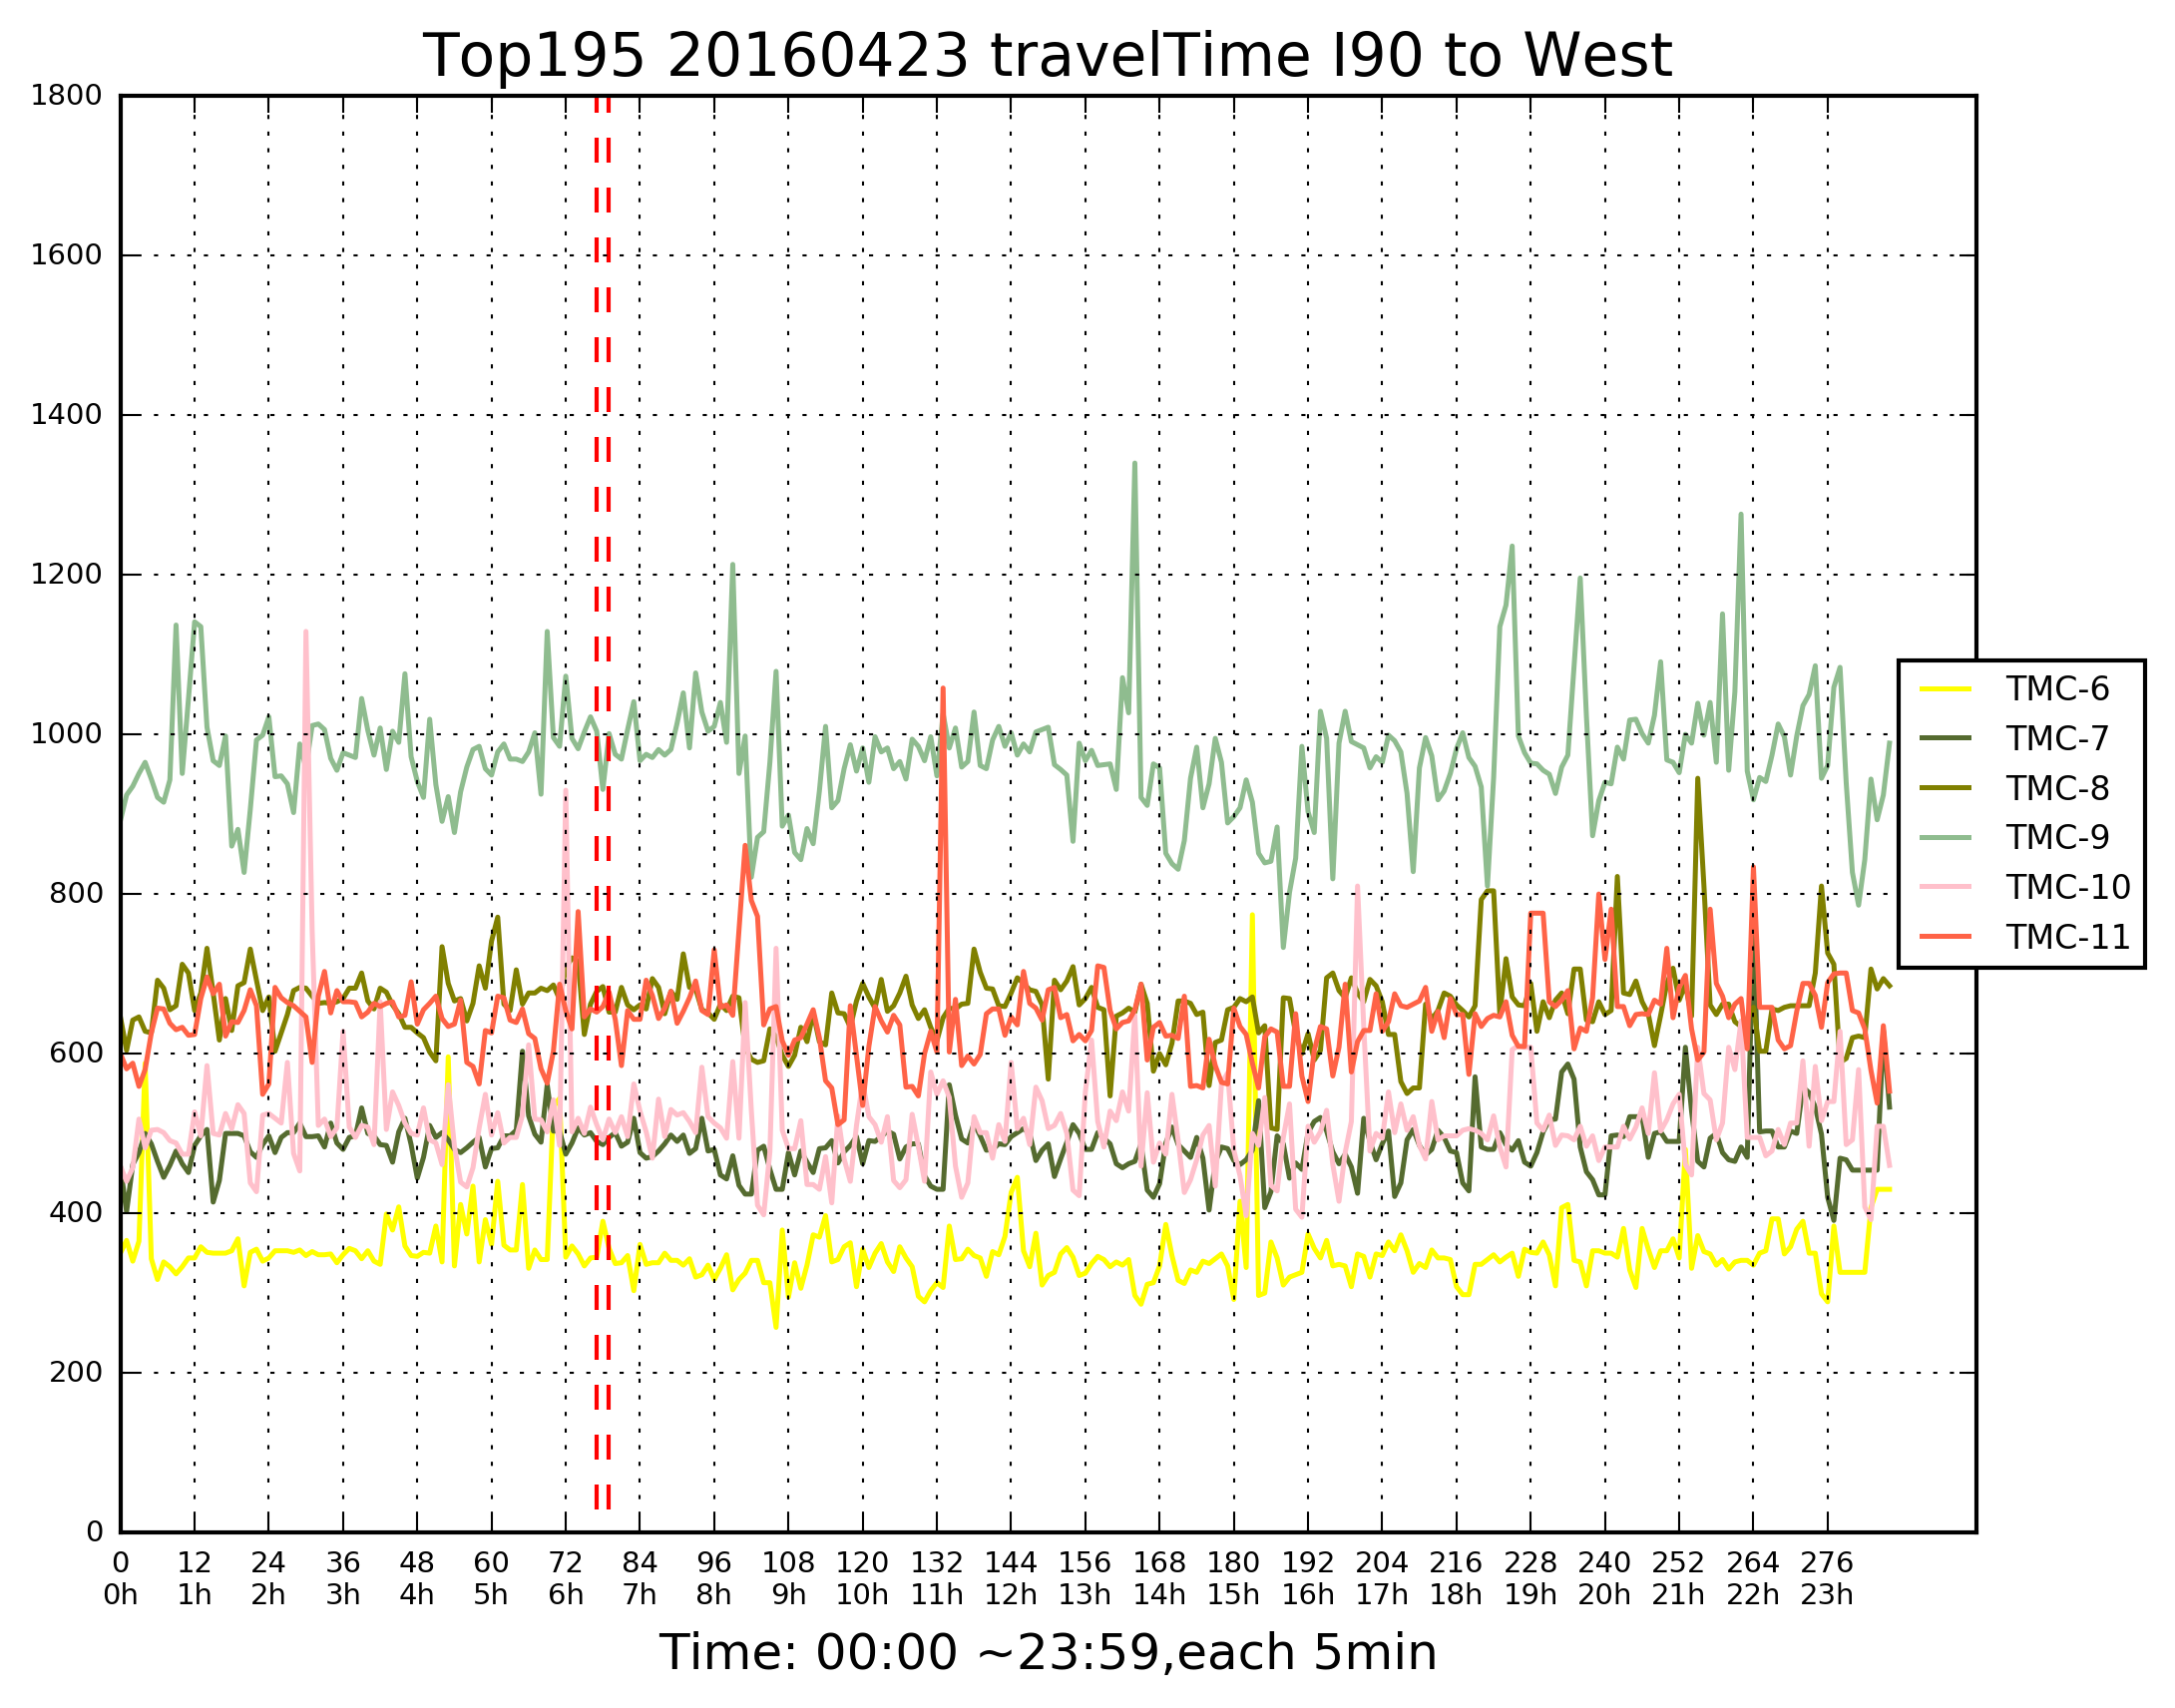 Top195 20160423 travelTime I90 to West
1800
1600
1400
1200
1000
800
600
400
200
0
TMC-6
TMC-7
TMC-8
TMC-9
TMC-10
TMC-11
0 12 24 36 48 60 72 84 96 108 120 132 144 156 168 180 192 204 216 228 240 252 264 276
0h 1h 2h 3h 4h 5h 6h 7h 8h 9h 10h 11h 12h 13h 14h 15h 16h 17h 18h 19h 20h 21h 22h 23h
Time: 00:00 ~23:59,each 5min